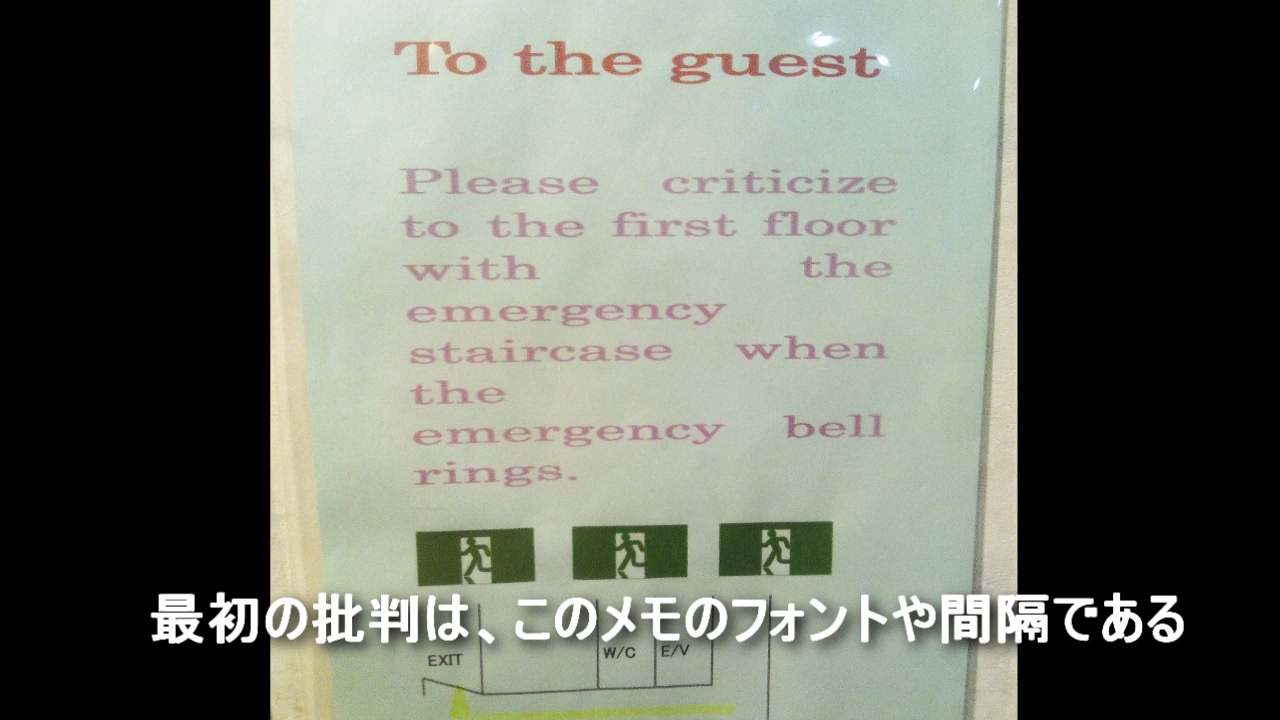 To the guest
Please criticize
to the first floor
with the
emergency
staircase when
the
emergency bell
rings.
最初の批判は、このメモのフォントや間隔である
EXIT
W/C
E/V